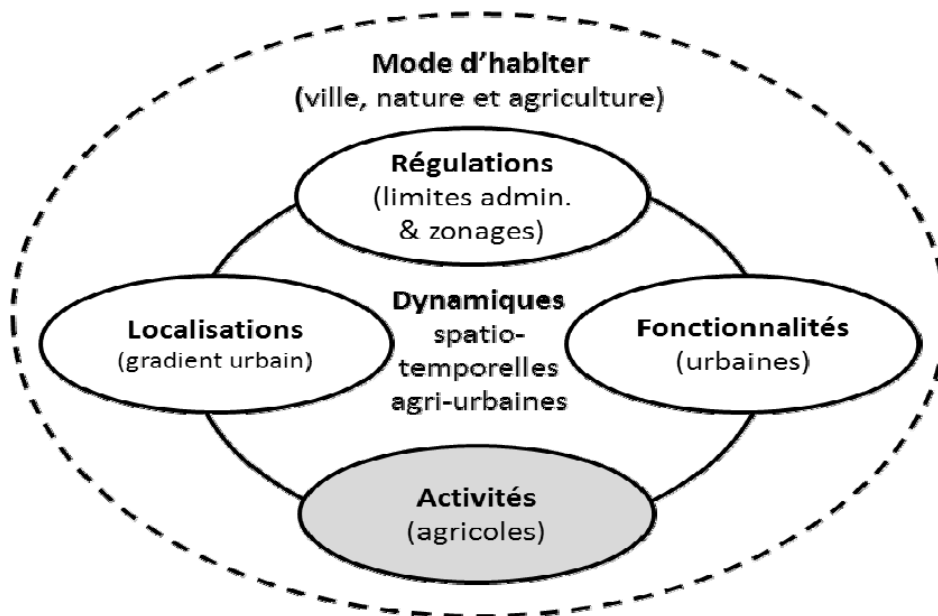 Mode d'habiter
(ville, nature et agriculture)
Régulations
(limites admin.
& zonages)
Localisations
(gradient urbain)
Dynamiques
spatio-
temporelles
agri-urbaines
Fonctionnalités
(urbaines)
Activités
(agricoles)